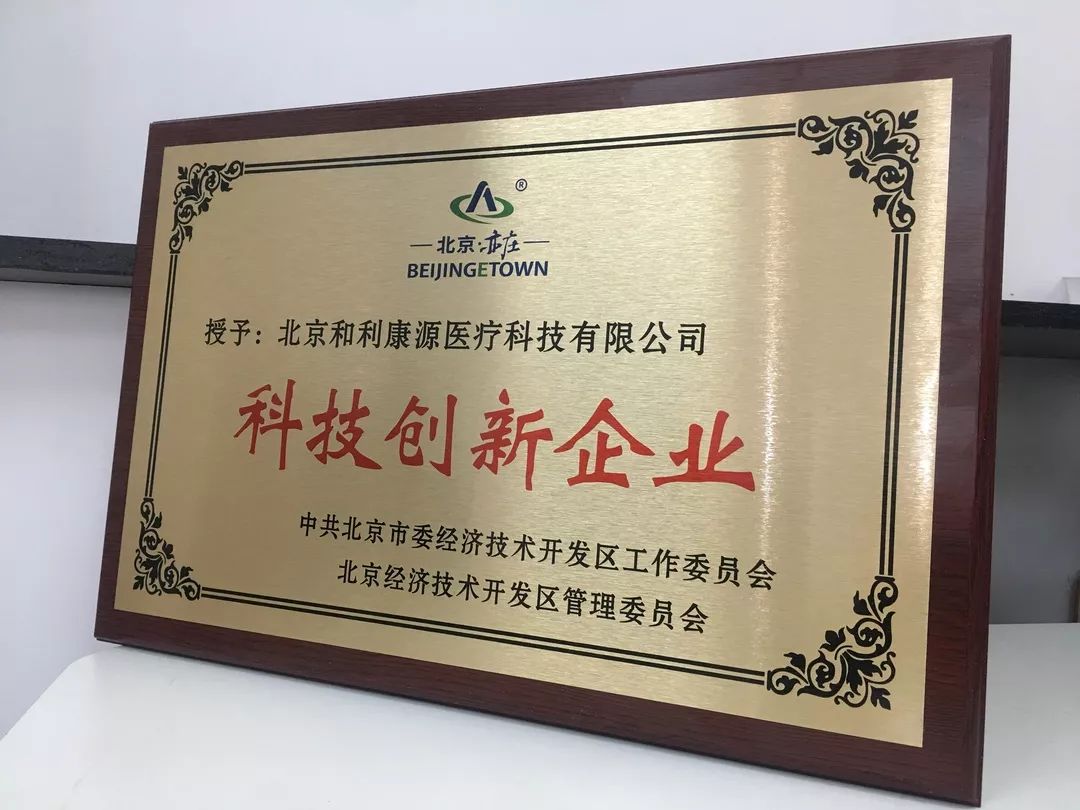 ®
北京·亦庄
BEIJINGETOWN
授予：北京和利康源医疗科技有限公司
科技创新企业
中共北京市委经济技术开发区工作委员会
北京经济技术开发区管理委员会